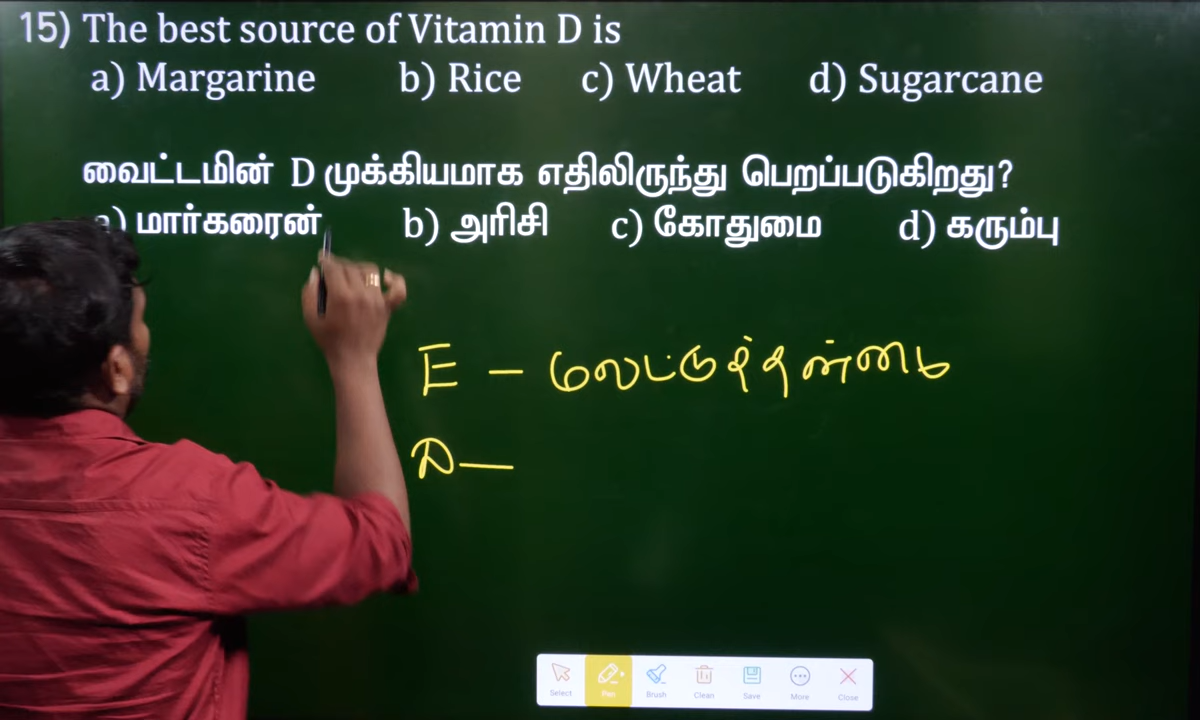 15) The best source of Vitamin D is
a) Margarine b) Rice c) Wheat d) Sugarcane
வைட்டமின் D முக்கியமாக எதிலிருந்து பெறப்படுகிறது?
a) மார்கரைன் b) அரிசி c) கோதுமை d) கரும்பு
E – மலட்டுத்தன்மை
D –
Select Pen Brush Clean Save More Close